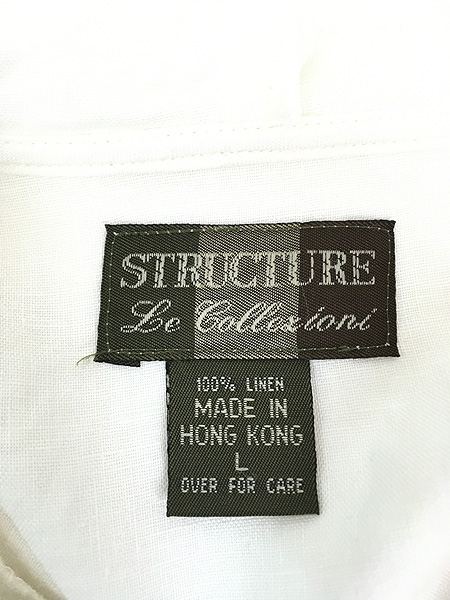 STRUCTURE
Le Collezioni
100% LINEN
MADE IN
HONG KONG
L
OVER FOR CARE